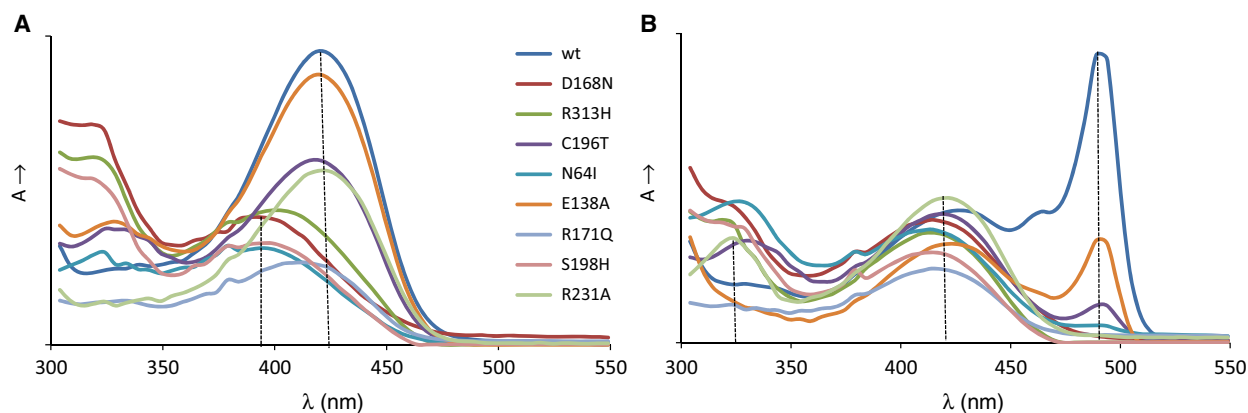 A
A →
wt
D168N
R313H
C196T
N64I
E138A
R171Q
S198H
R231A
300 350 400 450 500 550
λ (nm)
B
A →
300 350 400 450 500 550
λ (nm)